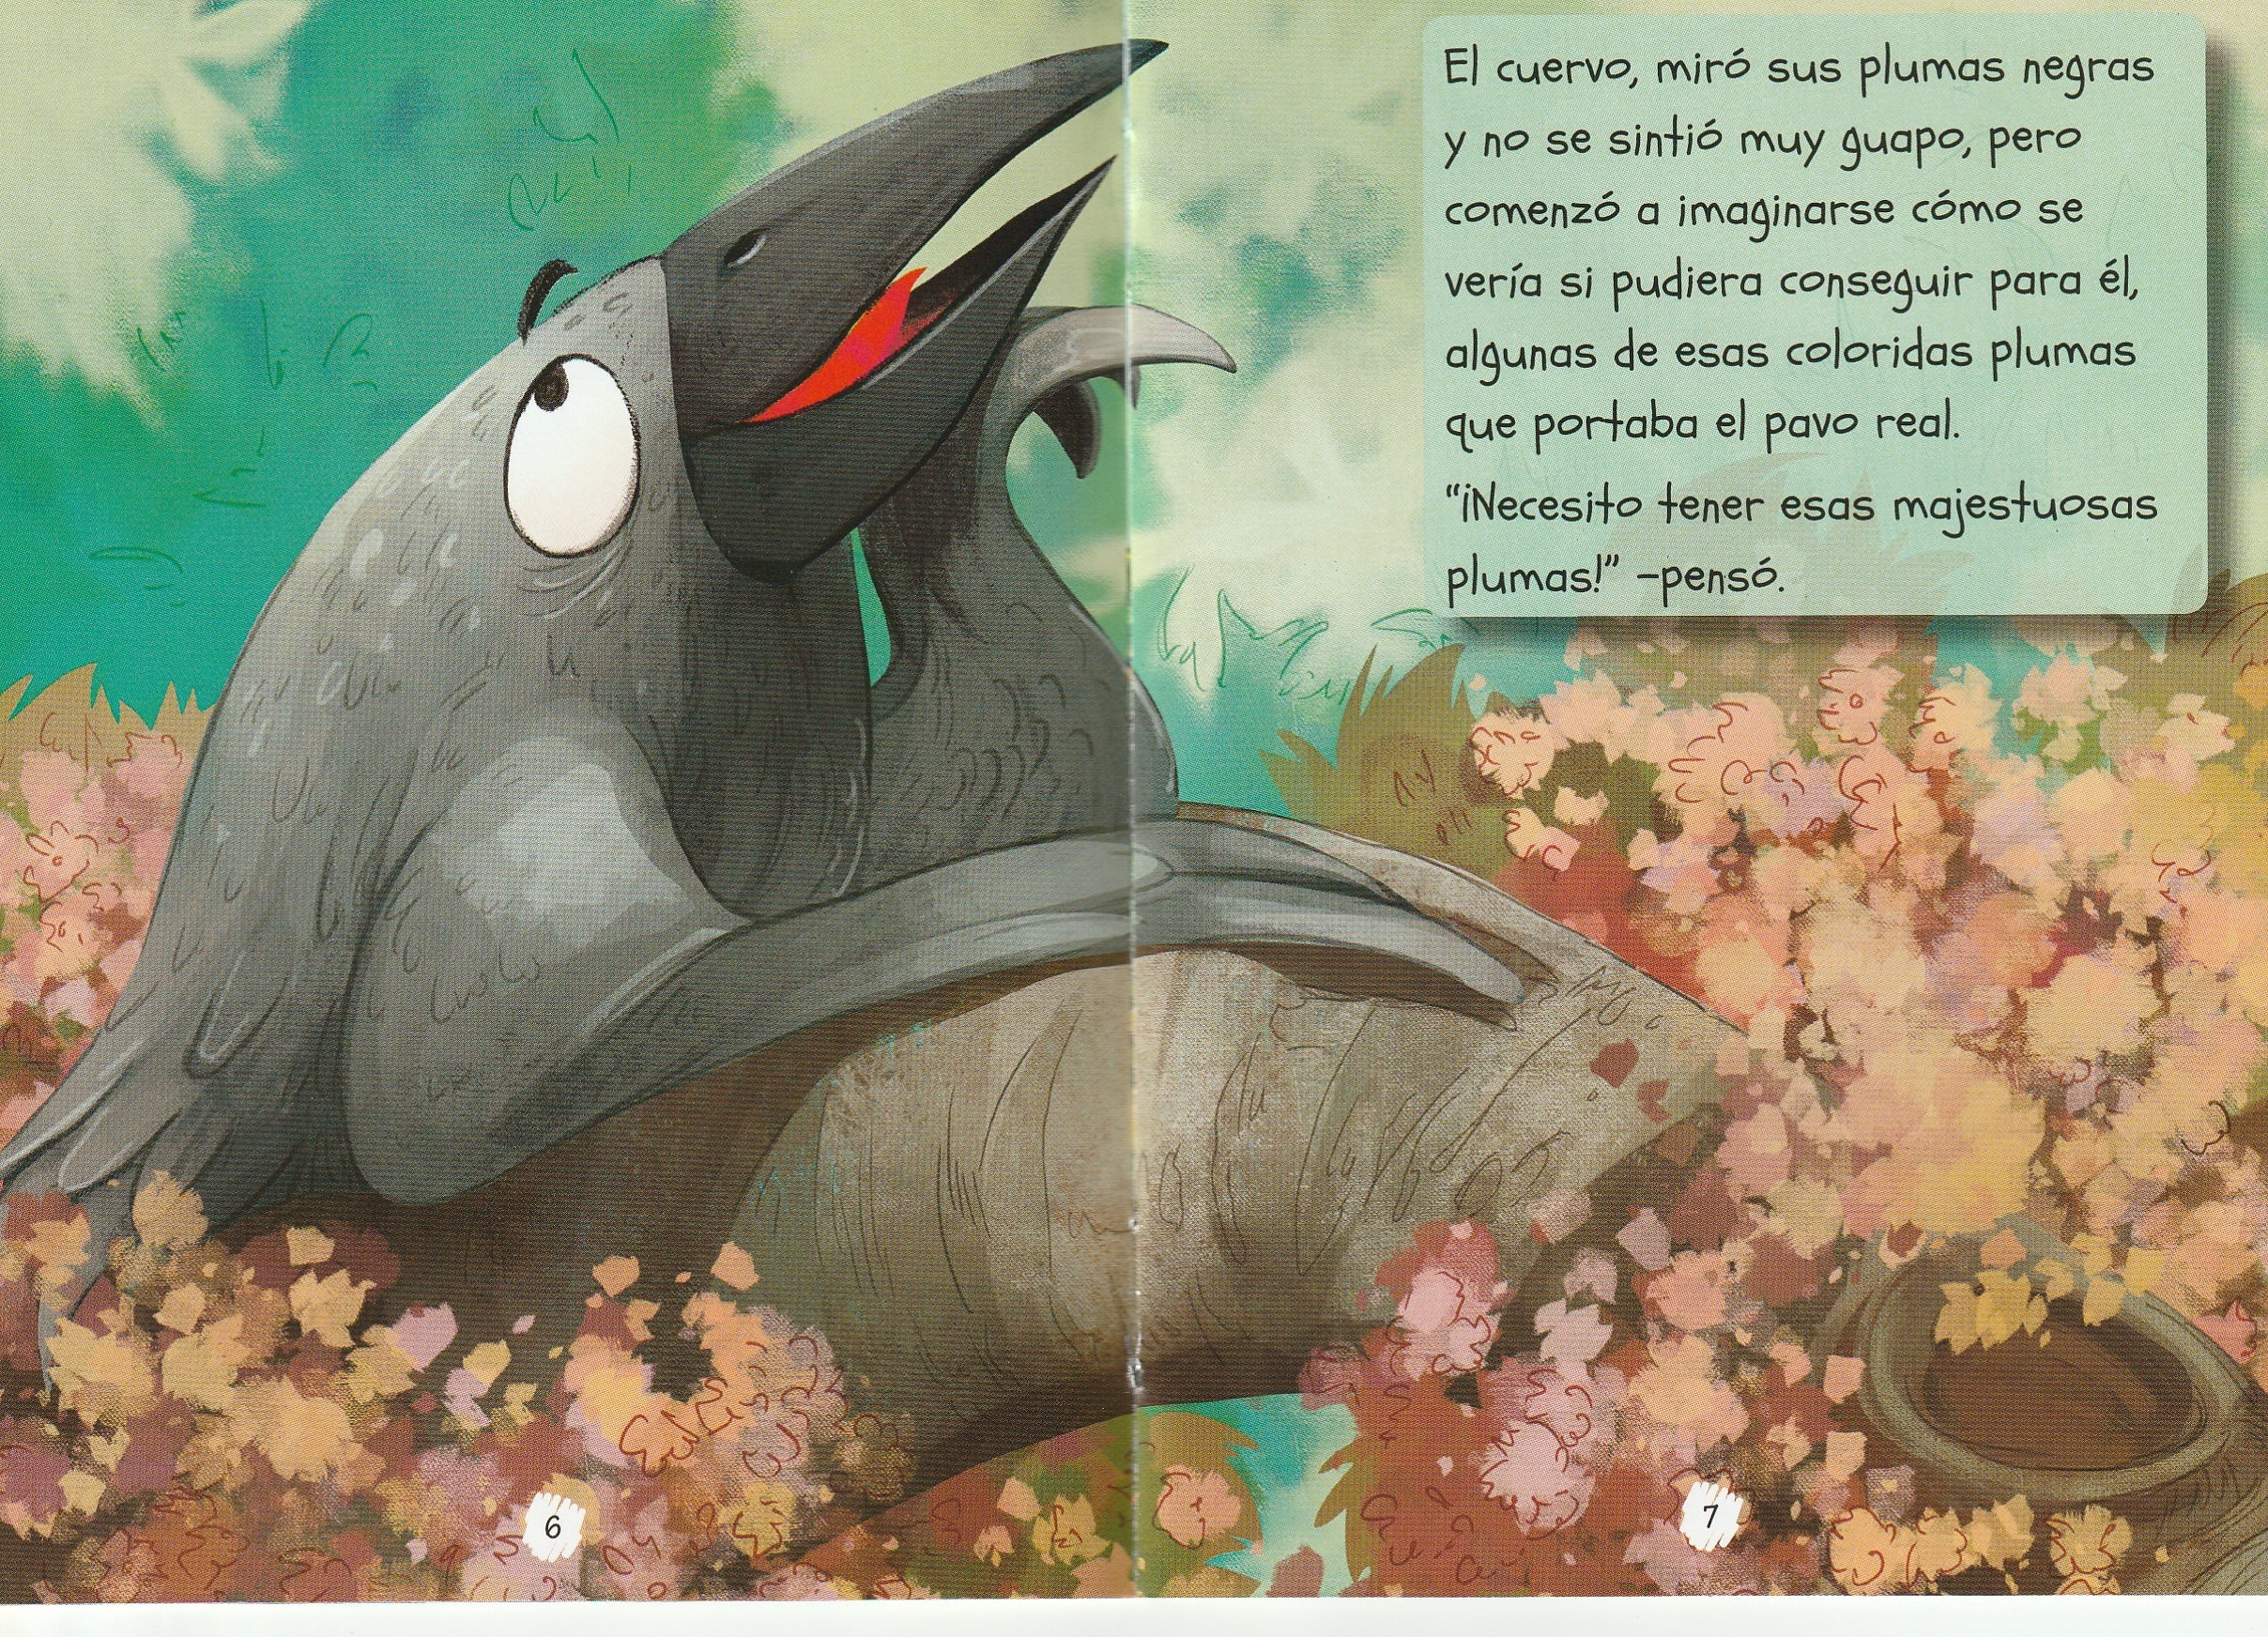 El cuervo, miró sus plumas negras
y no se sintió muy guapo, pero
comenzó a imaginarse cómo se
vería si pudiera conseguir para él,
algunas de esas coloridas plumas
que portaba el pavo real.
“¡Necesito tener esas majestuosas
plumas!” –pensó.
6
7